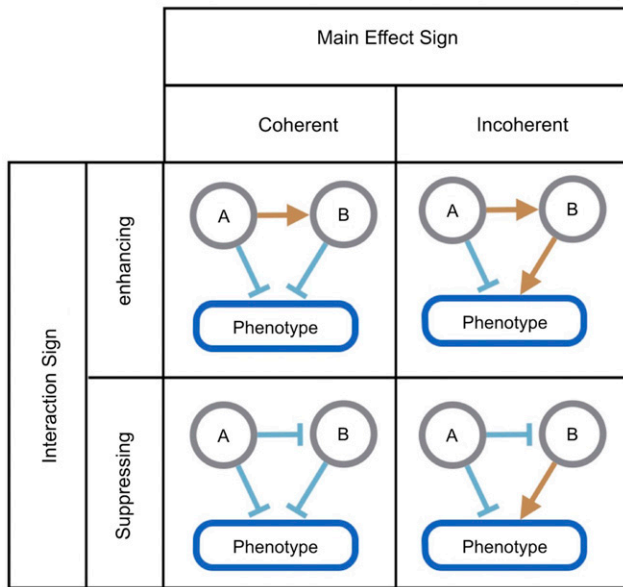 Main Effect Sign
Coherent
Incoherent
Interaction Sign
enhancing
A
B
Phenotype
A
B
Phenotype
Suppressing
A
B
Phenotype
A
B
Phenotype